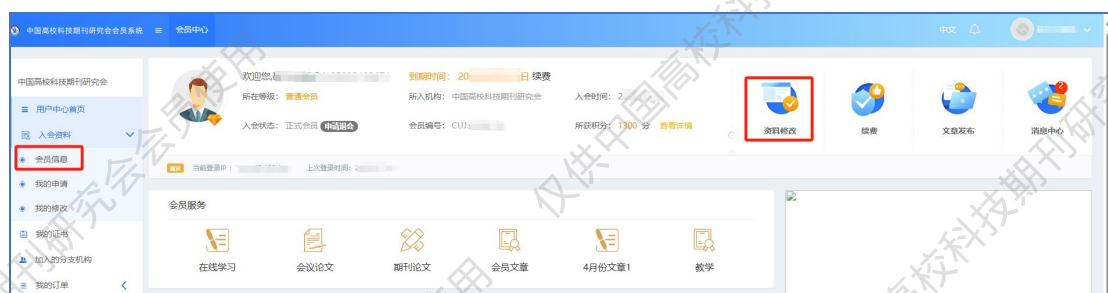 中国高校科技期刊研究会会员系统 会员中心 中文
中国高校科技期刊研究会
用户中心首页
入会资料
会员信息
我的申请
我的修改
我的证书
加入的分支机构
我的订单
欢迎您, 到期时间: 20 日 续费
所在等级: 普通会员 所入机构: 中国高校科技期刊研究会 入会时间: 2
入会状态: 正式会员 申请退会 会员编号: CUJ 所获积分: 1300 分 查看详情
资料修改 续费 文章发布 消息中心
2
当前登录IP: 上次登录时间: 2
会员服务
在线学习 会议论文 期刊论文 会员文章 4月份文章1 教学